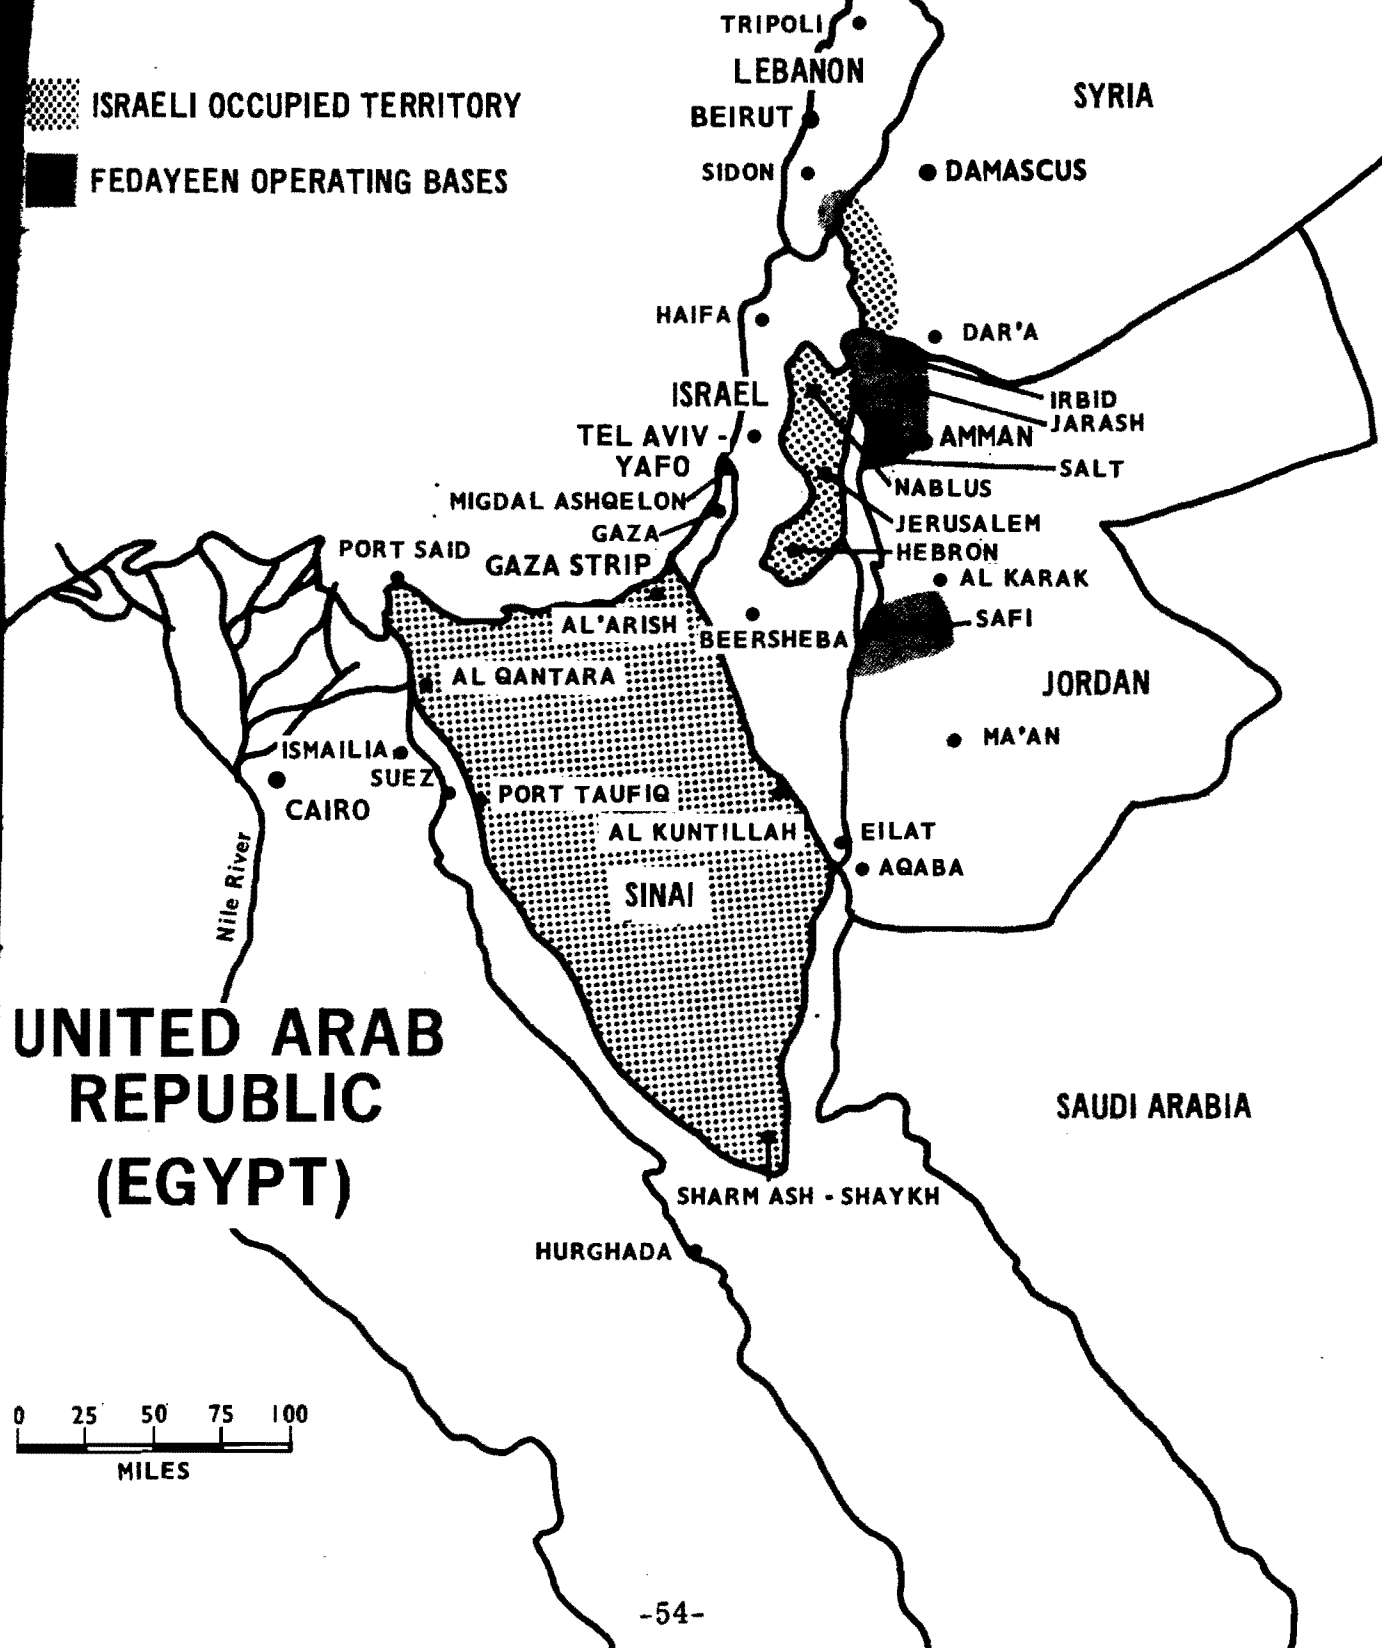 TRIPOLI
LEBANON
SYRIA
ISRAELI OCCUPIED TERRITORY
BEIRUT
SIDON
DAMASCUS
FEDAYEEN OPERATING BASES
HAIFA
DAR'A
ISRAEL
IRBID
JARASH
TEL AVIV -
YAFO
AMMAN
SALT
NABLUS
MIGDAL ASHQELON
GAZA
JERUSALEM
PORT SAID
GAZA STRIP
HEBRON
AL KARAK
AL'ARISH
BEERSHEBA
SAFI
AL QANTARA
JORDAN
ISMAILIA
MA'AN
SUEZ
CAIRO
PORT TAUFIQ
AL KUNTILLAH
EILAT
AQABA
Nile River
SINAI
UNITED ARAB
REPUBLIC
(EGYPT)
SAUDI ARABIA
SHARM ASH - SHAYKH
HURGHADA
0 25 50 75 100
MILES
-54-